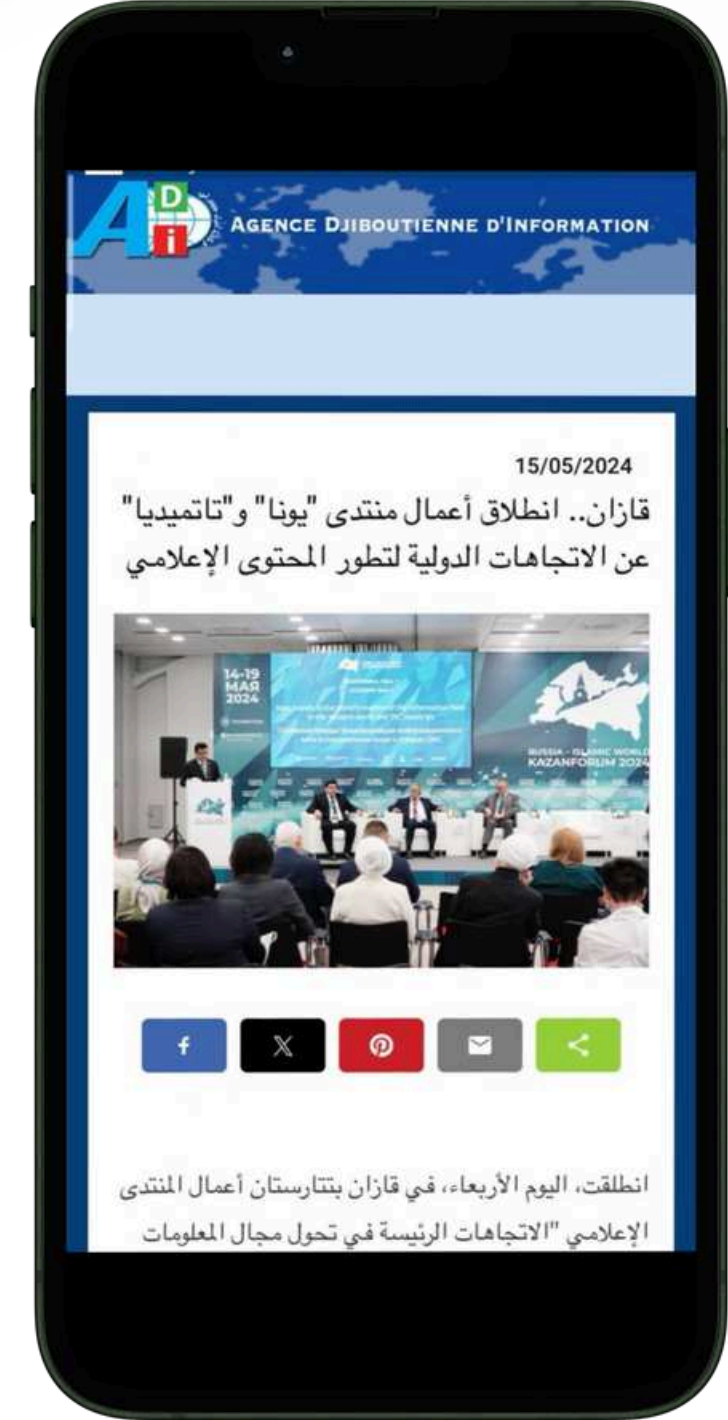 ADi
AGENCE DJIBOUTIENNE D'INFORMATION
15/05/2024
قازان.. انطلاق أعمال منتدى "يونا" و"تاتميديا"
عن الاتجاهات الدولية لتطور المحتوى الإعلامي
14-19
МАЯ
2024
RUSSIA - ISLAMIC WORLD
KAZANFORUM 2024
انطلقت، اليوم الأربعاء، في قازان بتتارستان أعمال المنتدى
الإعلامي "الاتجاهات الرئيسة في تحول مجال المعلومات